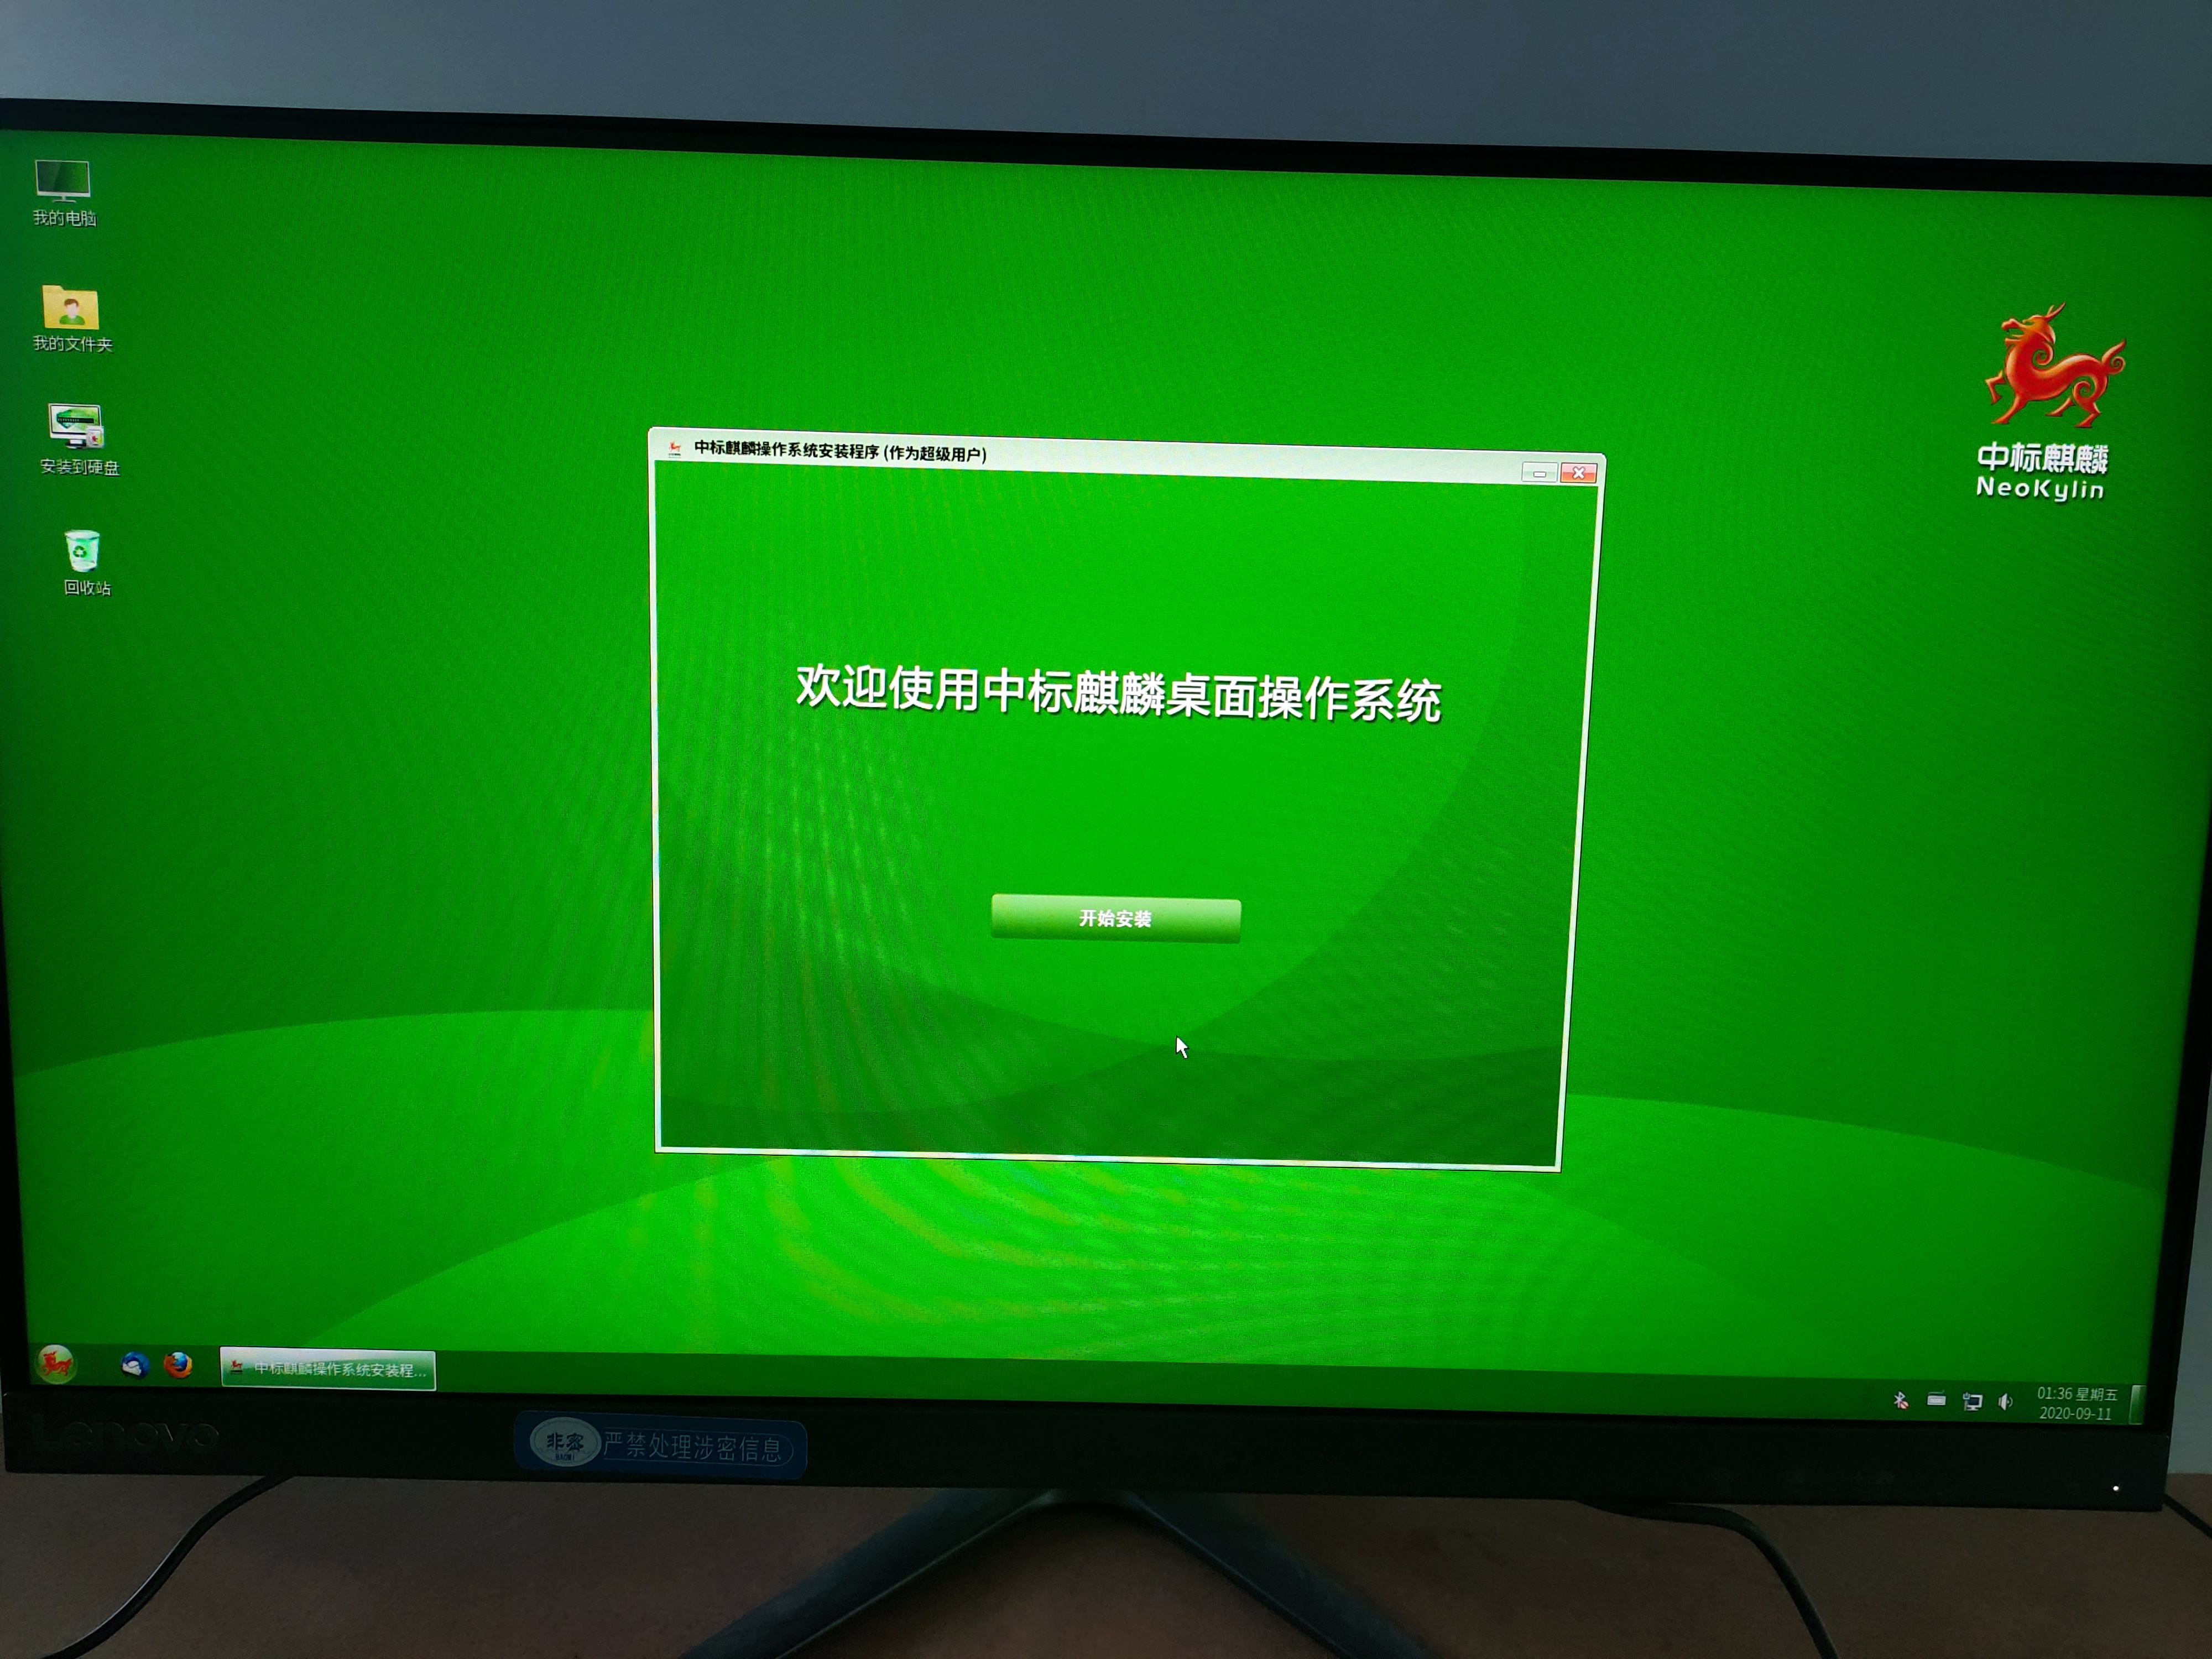 我的电脑
我的文件夹
安装到硬盘
回收站
中标麒麟
NeoKylin
中标麒麟操作系统安装程序 (作为超级用户)
欢迎使用中标麒麟桌面操作系统
开始安装
中标麒麟操作系统安装程...
01:36 星期五
2020-09-11
Lenovo
非密
严禁处理涉密信息